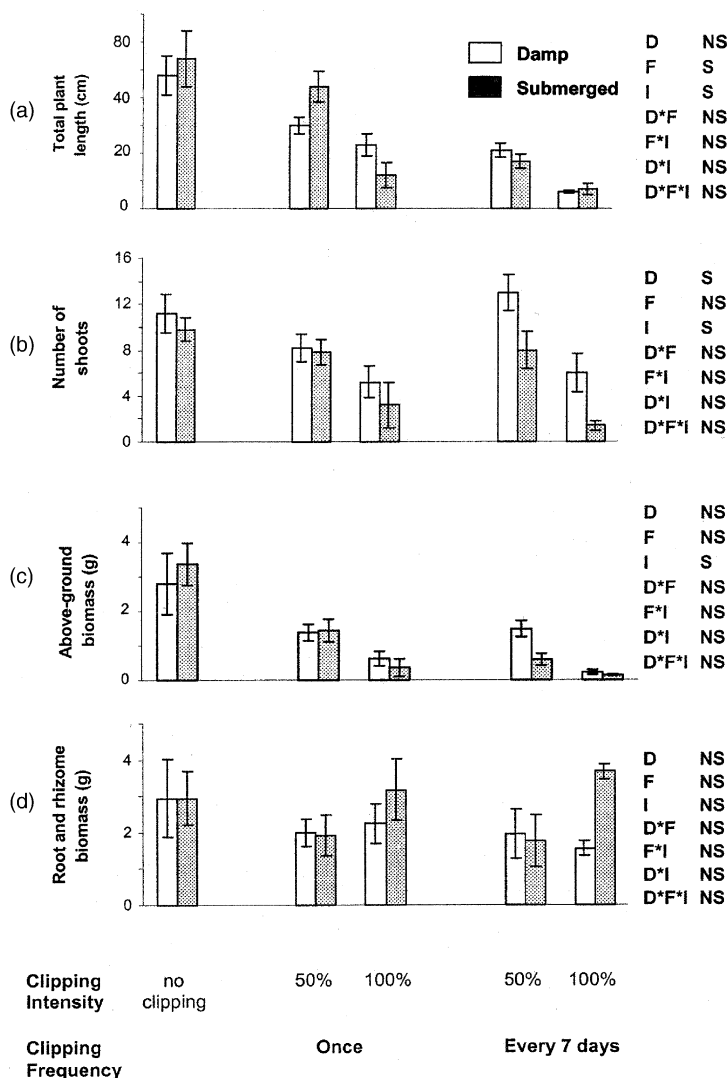 Damp
Submerged
(a)
Total plant
length (cm)
80
40
20
0
D NS
F S
I S
D*F NS
F*I NS
D*I NS
D*F*I NS
(b)
Number of
shoots
16
12
8
4
0
D S
F NS
I S
D*F NS
F*I NS
D*I NS
D*F*I NS
(c)
Above-ground
biomass (g)
4
2
0
D NS
F NS
I S
D*F NS
F*I NS
D*I NS
D*F*I NS
(d)
Root and rhizome
biomass (g)
4
2
0
D NS
F NS
I NS
D*F NS
F*I NS
D*I NS
D*F*I NS
Clipping
Intensity
no
clipping
50% 100% 50% 100%
Clipping
Frequency
Once Every 7 days